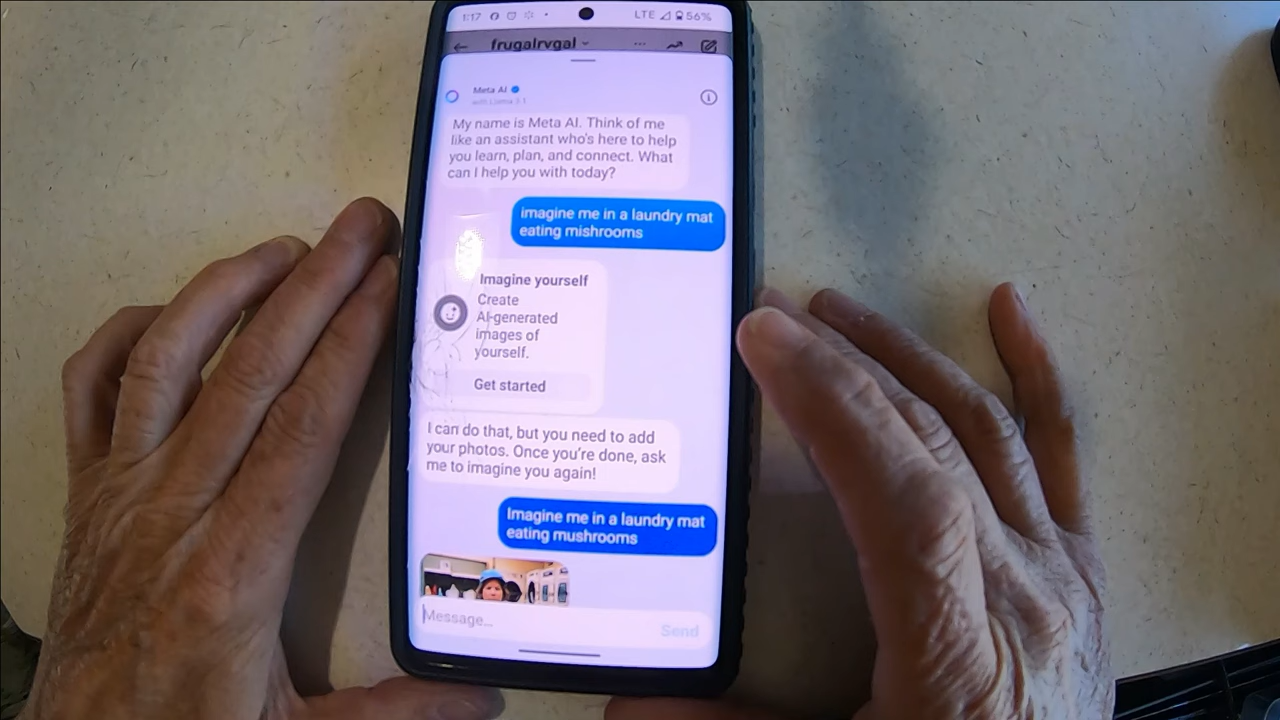 1:17
LTE 56%
frugalrvgal
Meta AI
with Llama 3.1
My name is Meta AI. Think of me
like an assistant who's here to help
you learn, plan, and connect. What
can I help you with today?
imagine me in a laundry mat
eating mishrooms
Imagine yourself
Create
AI-generated
images of
yourself.
Get started
I can do that, but you need to add
your photos. Once you're done, ask
me to imagine you again!
Imagine me in a laundry mat
eating mushrooms
Message...
Send